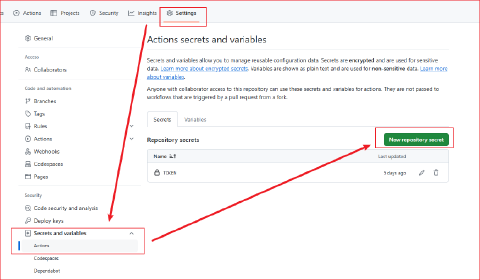 Actions
Projects
Security
Insights
Settings
General
Access
Collaborators
Code and automation
Branches
Tags
Rules
Actions
Webhooks
Codespaces
Pages
Security
Code security and analysis
Deploy keys
Secrets and variables
Actions
Codespaces
Dependabot
Actions secrets and variables
Secrets and variables allow you to manage reusable configuration data. Secrets are encrypted and are used for sensitive
data. Learn more about encrypted secrets. Variables are shown as plain text and are used for non-sensitive data. Learn more
about variables.
Anyone with collaborator access to this repository can use these secrets and variables for actions. They are not passed to
workflows that are triggered by a pull request from a fork.
Secrets
Variables
Repository secrets
New repository secret
Name
Last updated
TOKEN
5 days ago